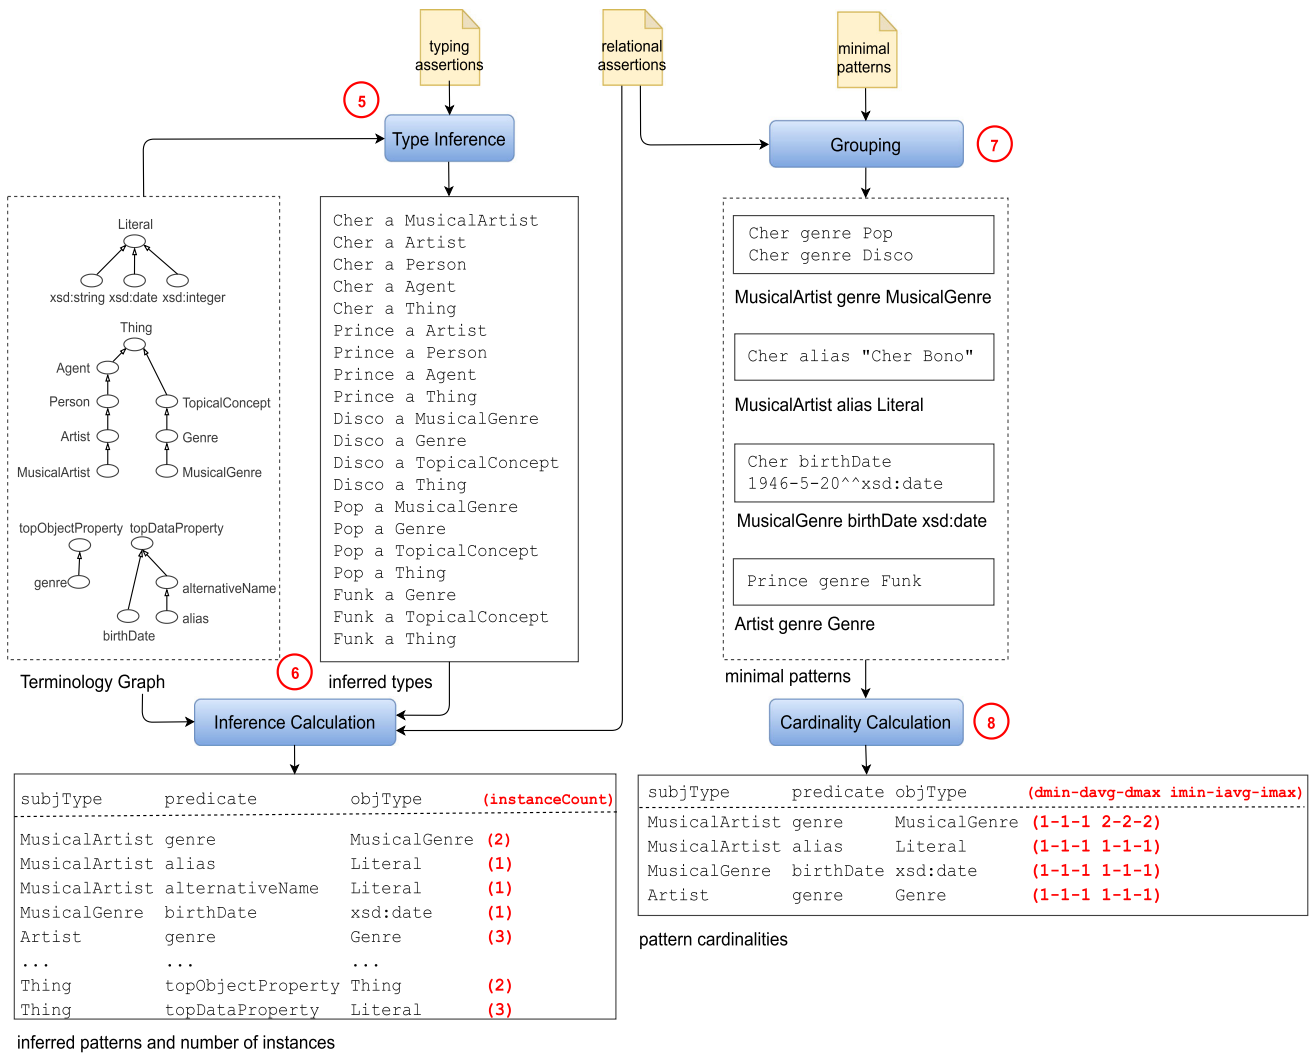 typing
assertions
relational
assertions
minimal
patterns
5
Type Inference
Grouping
7
Literal
xsd:string xsd:date xsd:integer
Thing
Agent
Person
TopicalConcept
Artist
Genre
MusicalArtist
MusicalGenre
topObjectProperty topDataProperty
genre
alternativeName
alias
birthDate
Terminology Graph
Cher a MusicalArtist
Cher a Artist
Cher a Person
Cher a Agent
Cher a Thing
Prince a Artist
Prince a Person
Prince a Agent
Prince a Thing
Disco a MusicalGenre
Disco a Genre
Disco a TopicalConcept
Disco a Thing
Pop a MusicalGenre
Pop a Genre
Pop a TopicalConcept
Pop a Thing
Funk a Genre
Funk a TopicalConcept
Funk a Thing
6
inferred types
Cher genre Pop
Cher genre Disco
MusicalArtist genre MusicalGenre
Cher alias "Cher Bono"
MusicalArtist alias Literal
Cher birthDate
1946-5-20^^xsd:date
MusicalGenre birthDate xsd:date
Prince genre Funk
Artist genre Genre
minimal patterns
Inference Calculation
Cardinality Calculation
8
subjType predicate objType (instanceCount)
MusicalArtist genre MusicalGenre (2)
MusicalArtist alias Literal (1)
MusicalArtist alternativeName Literal (1)
MusicalGenre birthDate xsd:date (1)
Artist genre Genre (3)
... ... ...
Thing topObjectProperty Thing (2)
Thing topDataProperty Literal (3)
inferred patterns and number of instances
subjType predicate objType (dmin-davg-dmax imin-iavg-imax)
MusicalArtist genre MusicalGenre (1-1-1 2-2-2)
MusicalArtist alias Literal (1-1-1 1-1-1)
MusicalGenre birthDate xsd:date (1-1-1 1-1-1)
Artist genre Genre (1-1-1 1-1-1)
pattern cardinalities